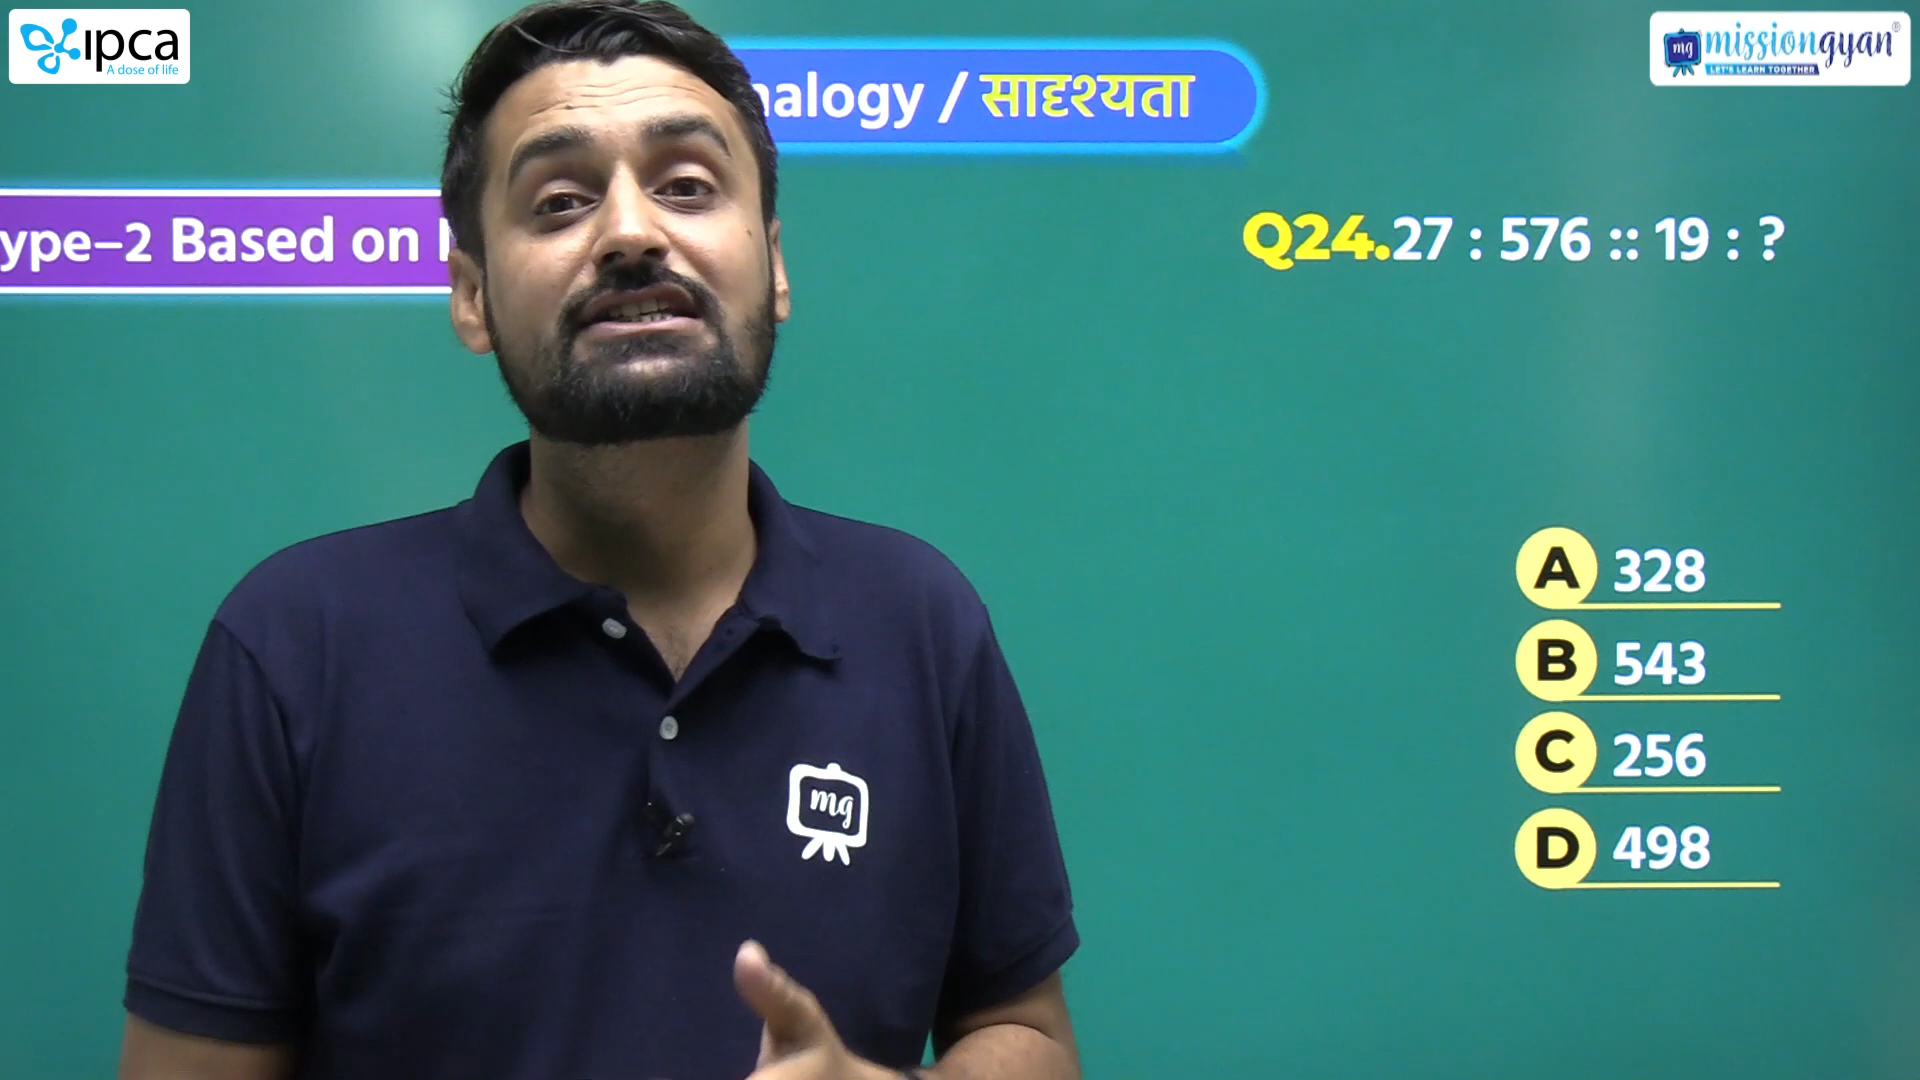 ipca
A dose of life
mg missiongyan®
LET'S LEARN TOGETHER
nalogy / सादृश्यता
ype–2 Based on
Q24.27 : 576 :: 19 : ?
A 328
B 543
C 256
D 498
mg